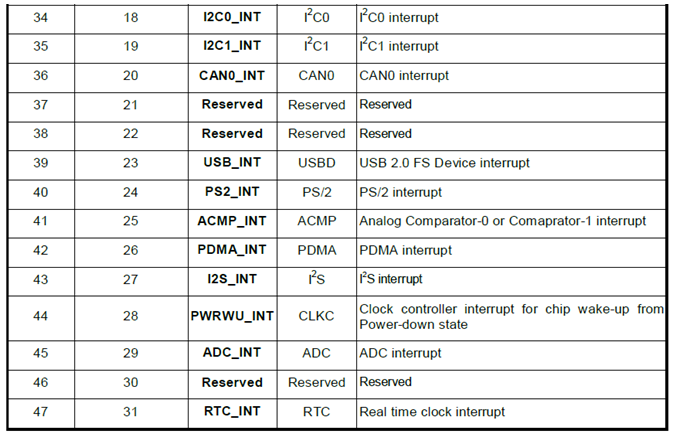 34 18 I2C0_INT I²C0 I²C0 interrupt
35 19 I2C1_INT I²C1 I²C1 interrupt
36 20 CAN0_INT CAN0 CAN0 interrupt
37 21 Reserved Reserved Reserved
38 22 Reserved Reserved Reserved
39 23 USB_INT USBD USB 2.0 FS Device interrupt
40 24 PS2_INT PS/2 PS/2 interrupt
41 25 ACMP_INT ACMP Analog Comparator-0 or Comaprator-1 interrupt
42 26 PDMA_INT PDMA PDMA interrupt
43 27 I2S_INT I²S I²S interrupt
44 28 PWRWU_INT CLKC Clock controller interrupt for chip wake-up from
Power-down state
45 29 ADC_INT ADC ADC interrupt
46 30 Reserved Reserved Reserved
47 31 RTC_INT RTC Real time clock interrupt